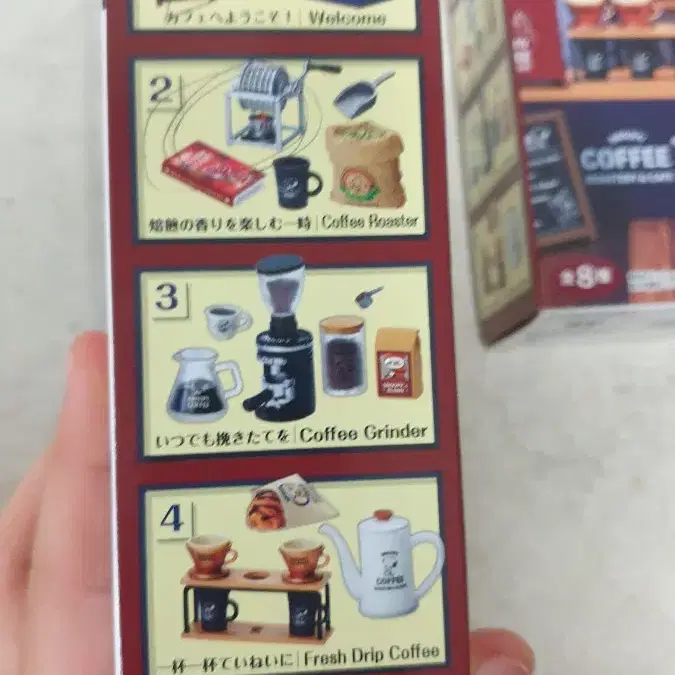 カフェへようこそ！ | Welcome
2
焙煎の香りを楽しむ一時 | Coffee Roaster
3
いつでも挽きたてを | Coffee Grinder
4
COFFEE
一杯一杯ていねいに | Fresh Drip Coffee
COFFEE
全8種